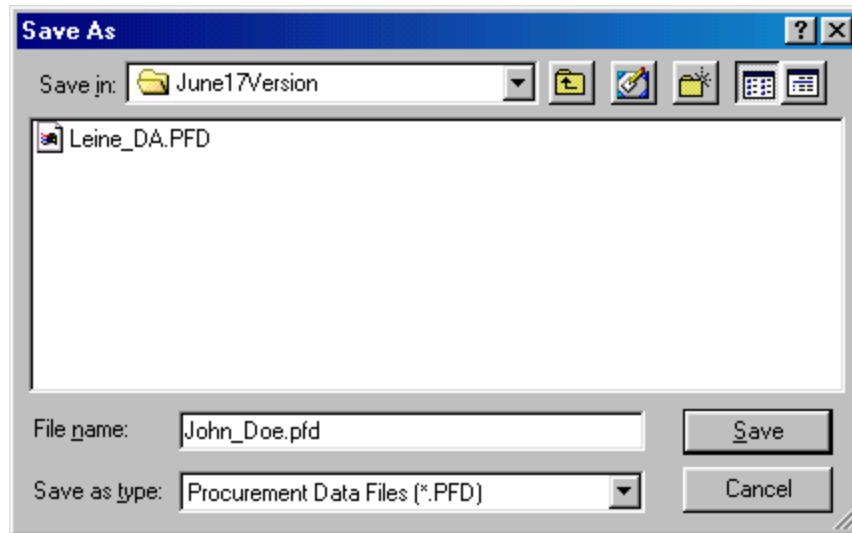 Save As
Save in: June17Version
Leine_DA.PFD
File name: John_Doe.pfd Save
Save as type: Procurement Data Files (*.PFD) Cancel